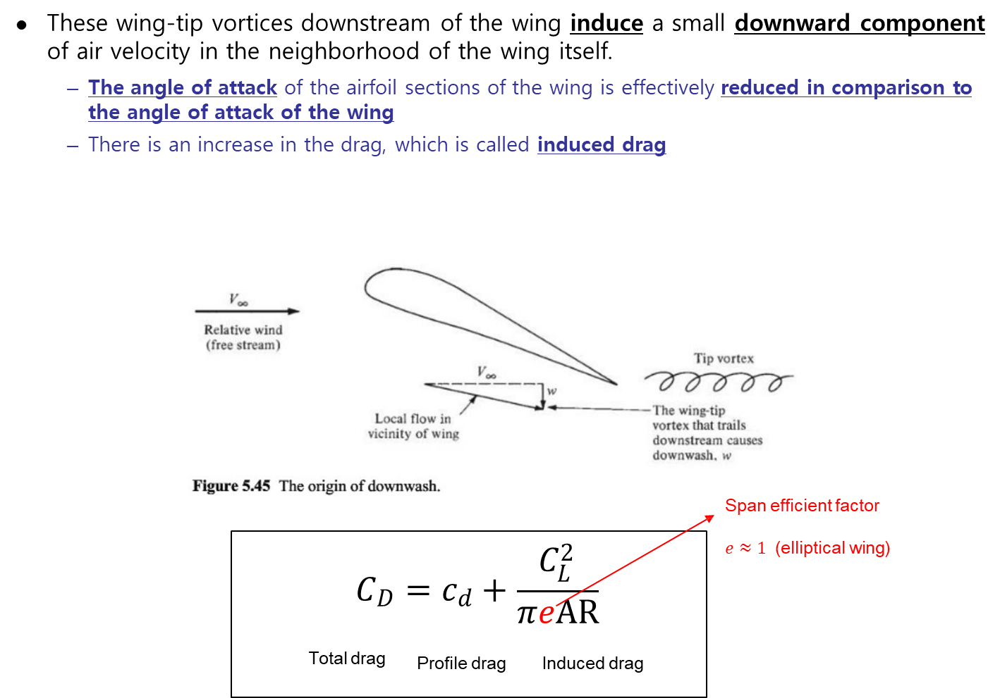 ● These wing-tip vortices downstream of the wing induce a small downward component
of air velocity in the neighborhood of the wing itself.
– The angle of attack of the airfoil sections of the wing is effectively reduced in comparison to
the angle of attack of the wing
– There is an increase in the drag, which is called induced drag
V∞
Relative wind
(free stream)
V∞
w
Local flow in
vicinity of wing
Tip vortex
The wing-tip
vortex that trails
downstream causes
downwash, w
Figure 5.45 The origin of downwash.
Span efficient factor
e ≈ 1 (elliptical wing)
C_D = c_d + C_L^2 / πeAR
Total drag Profile drag Induced drag